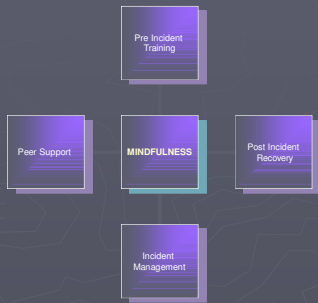 Pre Incident
Training
Peer Support
MINDFULNESS
Post Incident
Recovery
Incident
Management